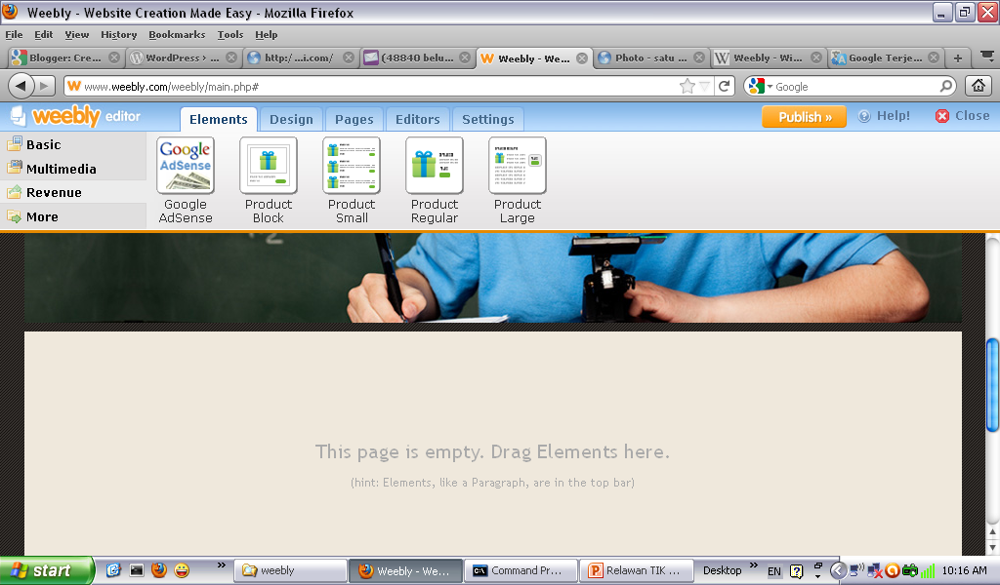 Weebly - Website Creation Made Easy - Mozilla Firefox
File Edit View History Bookmarks Tools Help
Blogger: Cre... WordPress › ... http:/...i.com/ (48840 belu... Weebly - We... Photo - satu ... Weebly - Wi... Google Terje...
www.weebly.com/weebly/main.php# Google
weebly editor Elements Design Pages Editors Settings Publish » Help! Close
Basic
Multimedia
Revenue
More
Google AdSense
Google AdSense
Product Block
Product Small
Product Regular
Product Large
This page is empty. Drag Elements here.
(hint: Elements, like a Paragraph, are in the top bar)
start weebly Weebly - We... Command Pr... Relawan TIK ... Desktop EN 10:16 AM